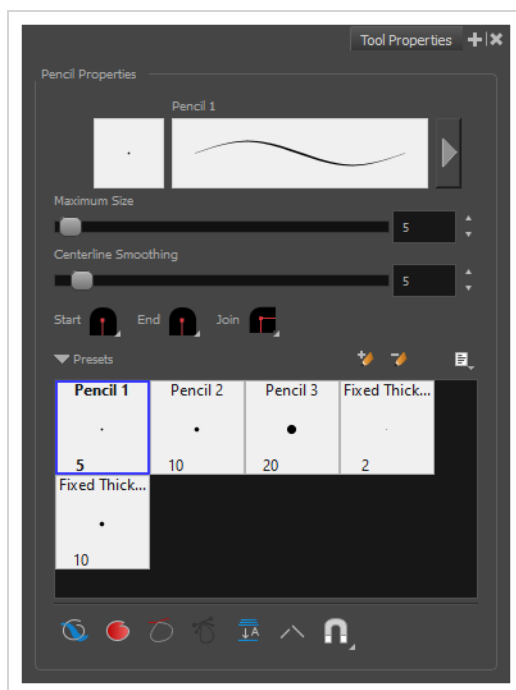 Tool Properties
Pencil Properties
Pencil 1
Maximum Size
5
Centerline Smoothing
5
Start End Join
Presets
Pencil 1 Pencil 2 Pencil 3 Fixed Thick...
5 10 20 2
Fixed Thick...
10